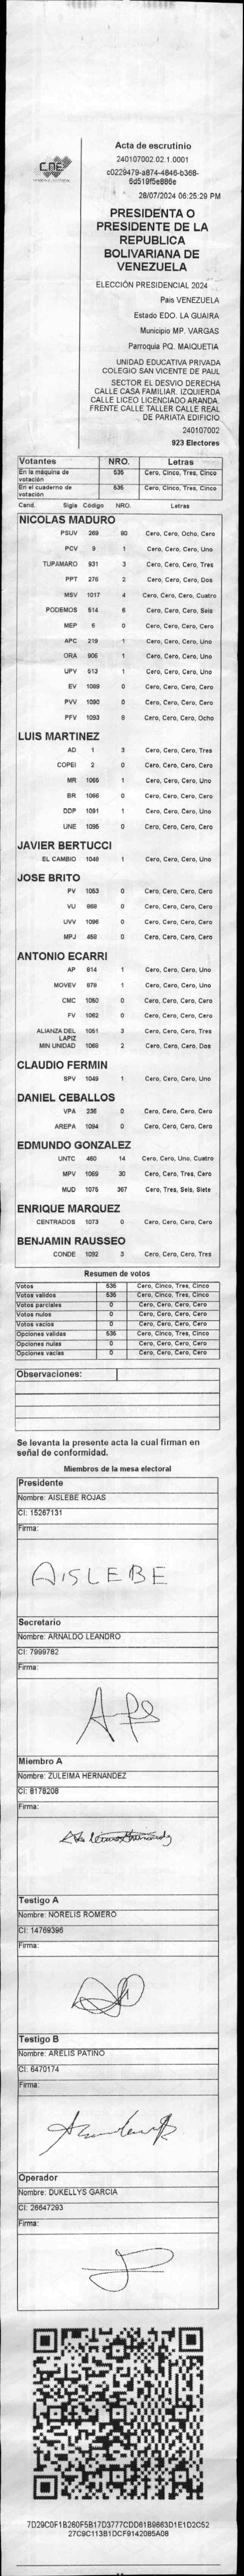 CNE
Acta de escrutinio
240107002.02.1.0001
c0229479-a874-4846-b368-
6d519f5e886e
28/07/2024 06:25:29 PM
PRESIDENTA O
PRESIDENTE DE LA
REPUBLICA
BOLIVARIANA DE
VENEZUELA
ELECCIÓN PRESIDENCIAL 2024
Pais VENEZUELA
Estado EDO. LA GUAIRA
Municipio MP. VARGAS
Parroquia PQ. MAIQUETIA
UNIDAD EDUCATIVA PRIVADA
COLEGIO SAN VICENTE DE PAUL
SECTOR EL DESVIO DERECHA
CALLE CASA FAMILIAR. IZQUIERDA
CALLE LICEO LICENCIADO ARANDA.
FRENTE CALLE TALLER CALLE REAL
DE PARIATA EDIFICIO
240107002
923 Electores
Votantes NRO. Letras
En la máquina de votación 535 Cero, Cinco, Tres, Cinco
En el cuaderno de votación 535 Cero, Cinco, Tres, Cinco
Cand. Sigla Código NRO. Letras
NICOLAS MADURO
PSUV 269 80 Cero, Cero, Ocho, Cero
PCV 9 1 Cero, Cero, Cero, Uno
TUPAMARO 931 3 Cero, Cero, Cero, Tres
PPT 276 2 Cero, Cero, Cero, Dos
MSV 1017 4 Cero, Cero, Cero, Cuatro
PODEMOS 514 6 Cero, Cero, Cero, Seis
MEP 6 0 Cero, Cero, Cero, Cero
APC 219 1 Cero, Cero, Cero, Uno
ORA 906 1 Cero, Cero, Cero, Uno
UPV 513 1 Cero, Cero, Cero, Uno
EV 1089 0 Cero, Cero, Cero, Cero
PVV 1090 0 Cero, Cero, Cero, Cero
PFV 1093 8 Cero, Cero, Cero, Ocho
LUIS MARTINEZ
AD 1 3 Cero, Cero, Cero, Tres
COPEI 2 0 Cero, Cero, Cero, Cero
MR 1065 1 Cero, Cero, Cero, Uno
BR 1066 0 Cero, Cero, Cero, Cero
DDP 1091 1 Cero, Cero, Cero, Uno
UNE 1095 0 Cero, Cero, Cero, Cero
JAVIER BERTUCCI
EL CAMBIO 1048 1 Cero, Cero, Cero, Uno
JOSE BRITO
PV 1053 0 Cero, Cero, Cero, Cero
VU 868 0 Cero, Cero, Cero, Cero
UVV 1096 0 Cero, Cero, Cero, Cero
MPJ 458 0 Cero, Cero, Cero, Cero
ANTONIO ECARRI
AP 814 1 Cero, Cero, Cero, Uno
MOVEV 879 1 Cero, Cero, Cero, Uno
CMC 1050 0 Cero, Cero, Cero, Cero
FV 1062 0 Cero, Cero, Cero, Cero
ALIANZA DEL LAPIZ 1051 3 Cero, Cero, Cero, Tres
MIN UNIDAD 1068 2 Cero, Cero, Cero, Dos
CLAUDIO FERMIN
SPV 1049 1 Cero, Cero, Cero, Uno
DANIEL CEBALLOS
VPA 236 0 Cero, Cero, Cero, Cero
AREPA 1094 0 Cero, Cero, Cero, Cero
EDMUNDO GONZALEZ
UNTC 460 14 Cero, Cero, Uno, Cuatro
MPV 1069 30 Cero, Cero, Tres, Cero
MUD 1075 367 Cero, Tres, Seis, Siete
ENRIQUE MARQUEZ
CENTRADOS 1073 0 Cero, Cero, Cero, Cero
BENJAMIN RAUSSEO
CONDE 1092 3 Cero, Cero, Cero, Tres
Resumen de votos
Votos 535 Cero, Cinco, Tres, Cinco
Votos validos 535 Cero, Cinco, Tres, Cinco
Votos parciales 0 Cero, Cero, Cero, Cero
Votos nulos 0 Cero, Cero, Cero, Cero
Votos vacios 0 Cero, Cero, Cero, Cero
Opciones validas 535 Cero, Cinco, Tres, Cinco
Opciones nulas 0 Cero, Cero, Cero, Cero
Opciones vacias 0 Cero, Cero, Cero, Cero
Observaciones:
Se levanta la presente acta la cual firman en
señal de conformidad.
Miembros de la mesa electoral
Presidente
Nombre: AISLEBE ROJAS
CI: 15267131
Firma:
AISLEBE
Secretario
Nombre: ARNALDO LEANDRO
CI: 7999782
Firma:
Miembro A
Nombre: ZULEIMA HERNANDEZ
CI: 8178208
Firma:
Testigo A
Nombre: NORELIS ROMERO
CI: 14769396
Firma:
Testigo B
Nombre: ARELIS PATIÑO
CI: 6470174
Firma:
Operador
Nombre: DUKELLYS GARCIA
CI: 26647293
Firma:
7D29C0F1B260F5B17D3777CDD61B9863D1E1D2C52
27C9C113B1DCF9142085A08